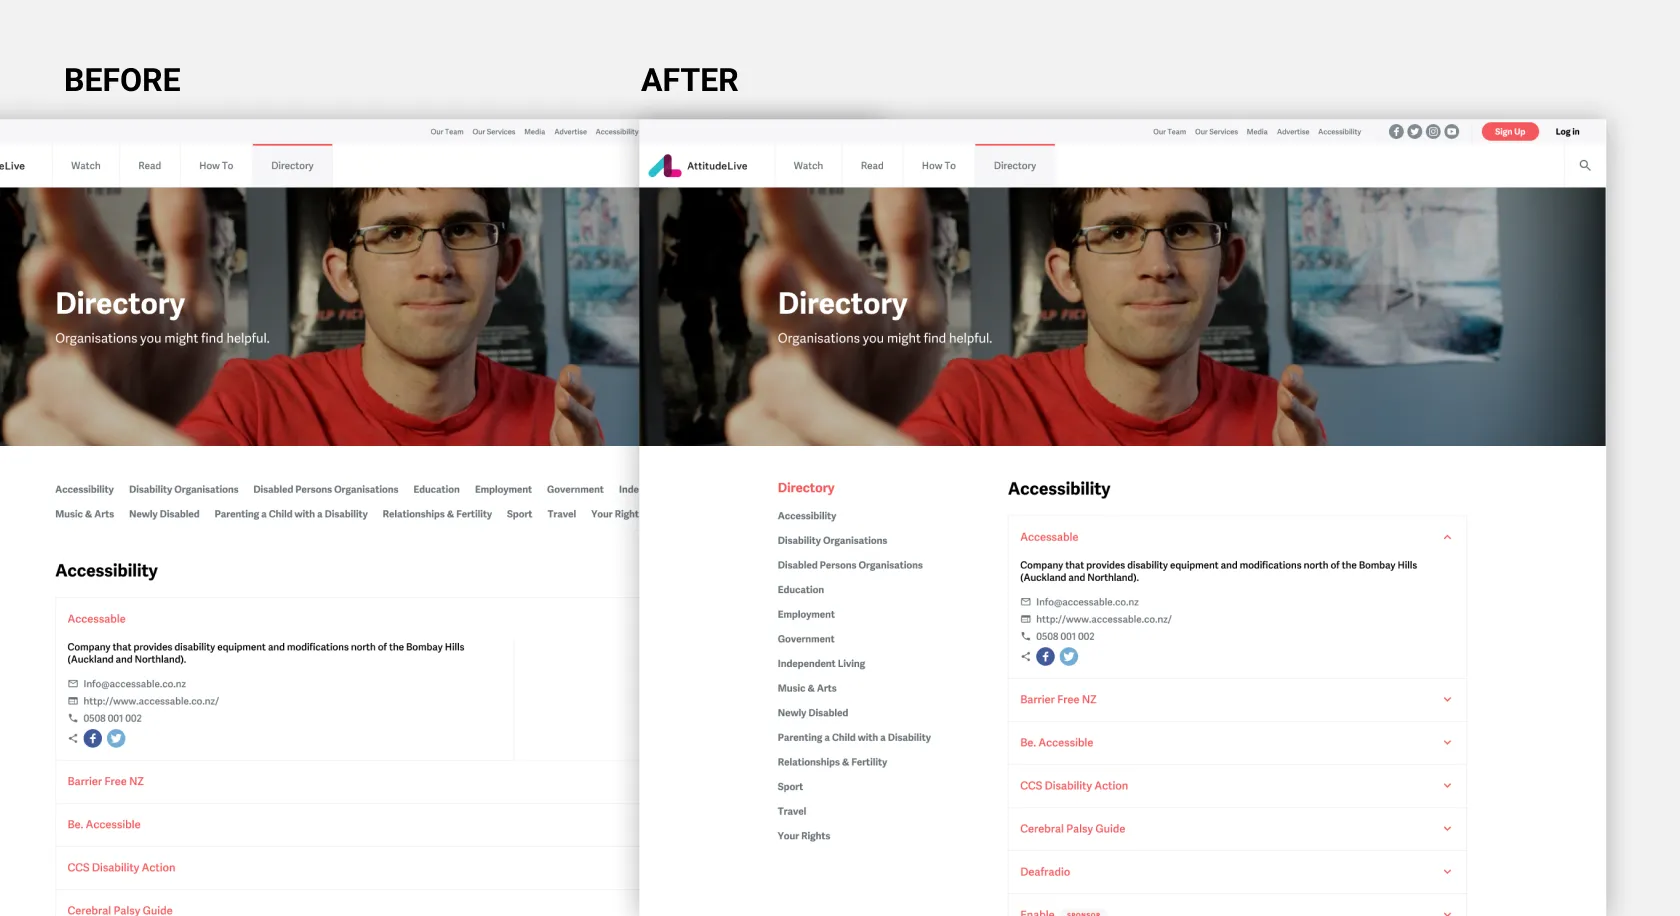 BEFORE
Our Team Our Services Media Advertise Accessibility
eLive Watch Read How To Directory
Directory
Organisations you might find helpful.
Accessibility Disability Organisations Disabled Persons Organisations Education Employment Government Inde
Music & Arts Newly Disabled Parenting a Child with a Disability Relationships & Fertility Sport Travel Your Right
Accessibility
Accessable
Company that provides disability equipment and modifications north of the Bombay Hills
(Auckland and Northland).
Info@accessable.co.nz
http://www.accessable.co.nz/
0508 001 002
Barrier Free NZ
Be. Accessible
CCS Disability Action
Cerebral Palsy Guide
AFTER
Our Team Our Services Media Advertise Accessibility Sign Up Log in
AttitudeLive Watch Read How To Directory
Directory
Organisations you might find helpful.
Directory
Accessibility
Disability Organisations
Disabled Persons Organisations
Education
Employment
Government
Independent Living
Music & Arts
Newly Disabled
Parenting a Child with a Disability
Relationships & Fertility
Sport
Travel
Your Rights
Accessibility
Accessable
Company that provides disability equipment and modifications north of the Bombay Hills
(Auckland and Northland).
Info@accessable.co.nz
http://www.accessable.co.nz/
0508 001 002
Barrier Free NZ
Be. Accessible
CCS Disability Action
Cerebral Palsy Guide
Deafradio
Enable SPONSOR